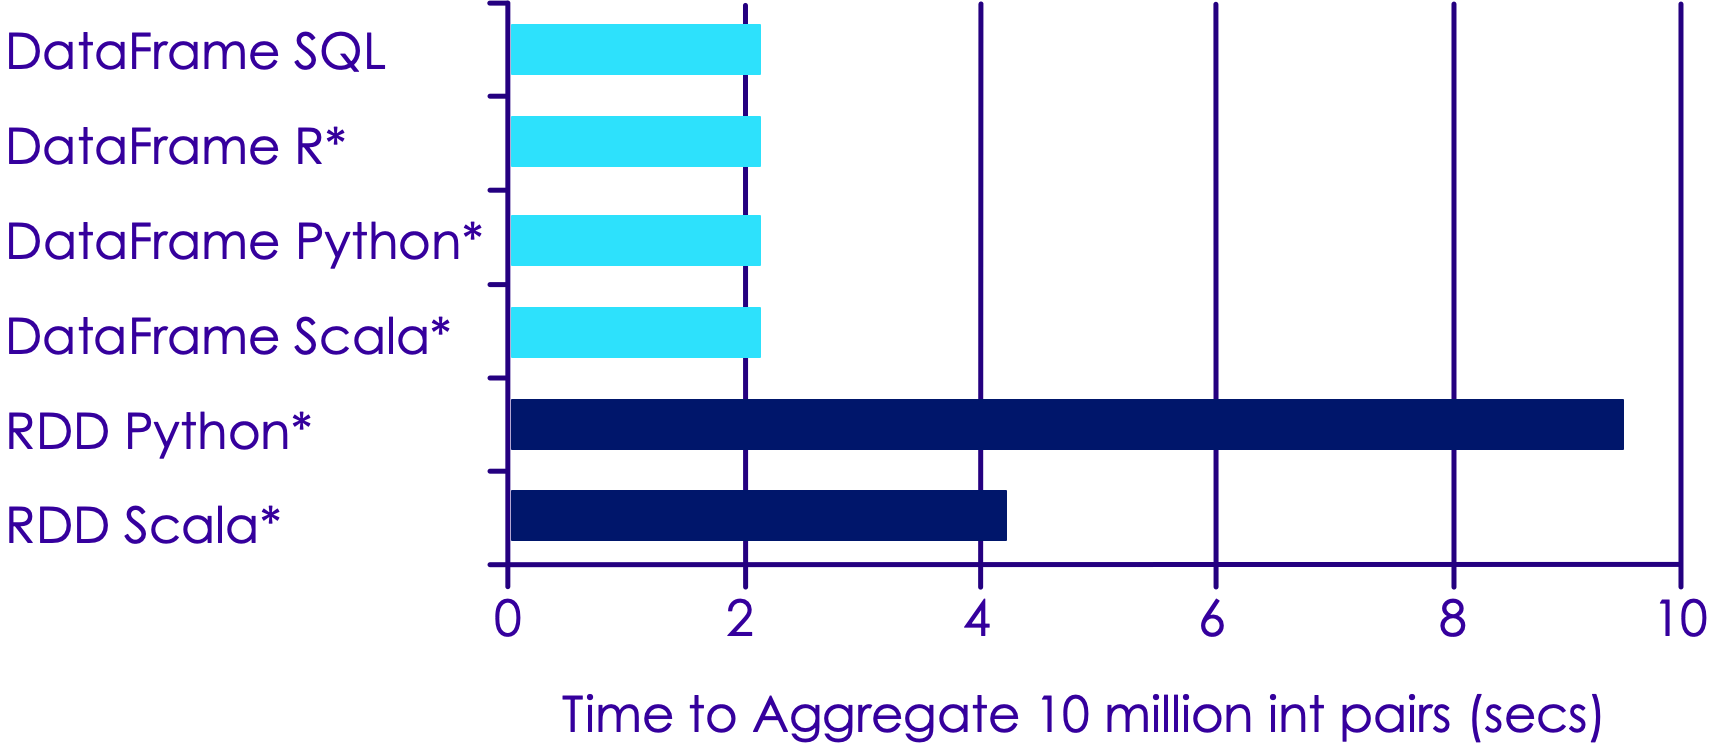 DataFrame SQL
DataFrame R*
DataFrame Python*
DataFrame Scala*
RDD Python*
RDD Scala*
0 2 4 6 8 10
Time to Aggregate 10 million int pairs (secs)